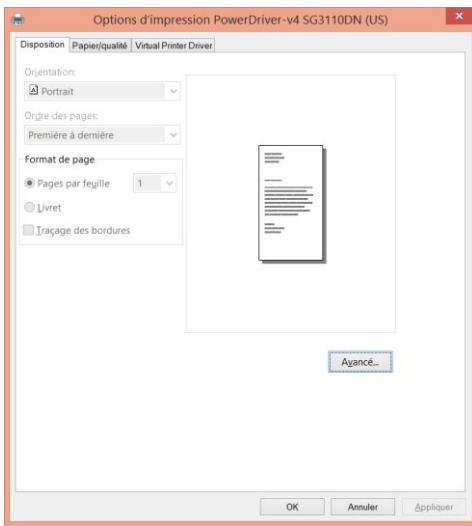 Options d'impression PowerDriver-v4 SG3110DN (US)
Disposition Papier/qualité Virtual Printer Driver
Orientation:
A Portrait
Ordre des pages:
Première à dernière
Format de page
Pages par feuille 1
Livret
Traçage des bordures
Avancé...
OK Annuler Appliquer